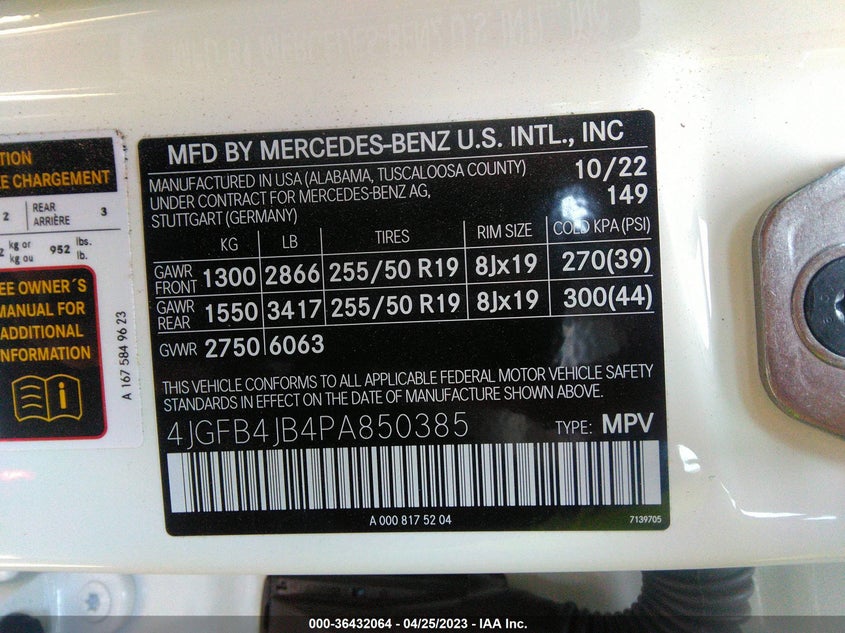 MFD BY MERCEDES-BENZ U.S. INTL., INC
MANUFACTURED IN USA (ALABAMA, TUSCALOOSA COUNTY) 10/22
UNDER CONTRACT FOR MERCEDES-BENZ AG, 149
STUTTGART (GERMANY)
KG LB TIRES RIM SIZE COLD KPA (PSI)
GAWR FRONT 1300 2866 255/50 R19 8Jx19 270(39)
GAWR REAR 1550 3417 255/50 R19 8Jx19 300(44)
GVWR 2750 6063
THIS VEHICLE CONFORMS TO ALL APPLICABLE FEDERAL MOTOR VEHICLE SAFETY
STANDARDS IN EFFECT ON THE DATE OF MANUFACTURE SHOWN ABOVE.
4JGFB4JB4PA850385 TYPE: MPV
A 000 817 52 04 7139705
CHARGEMENT
2 REAR ARRIÈRE 3
kg or kg ou 952 lbs. lb.
OWNER´S
MANUAL FOR
ADDITIONAL
INFORMATION
A 167 584 96 23
000-36432064 - 04/25/2023 - IAA Inc.